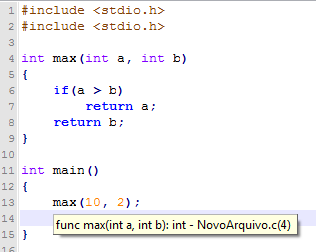 1 #include <stdio.h>
2 #include <stdio.h>
3
4 int max(int a, int b)
5 {
6     if(a > b)
7         return a;
8     return b;
9 }
10
11 int main()
12 {
13     max(10, 2);
14 func max(int a, int b): int - NovoArquivo.c(4)
15 }